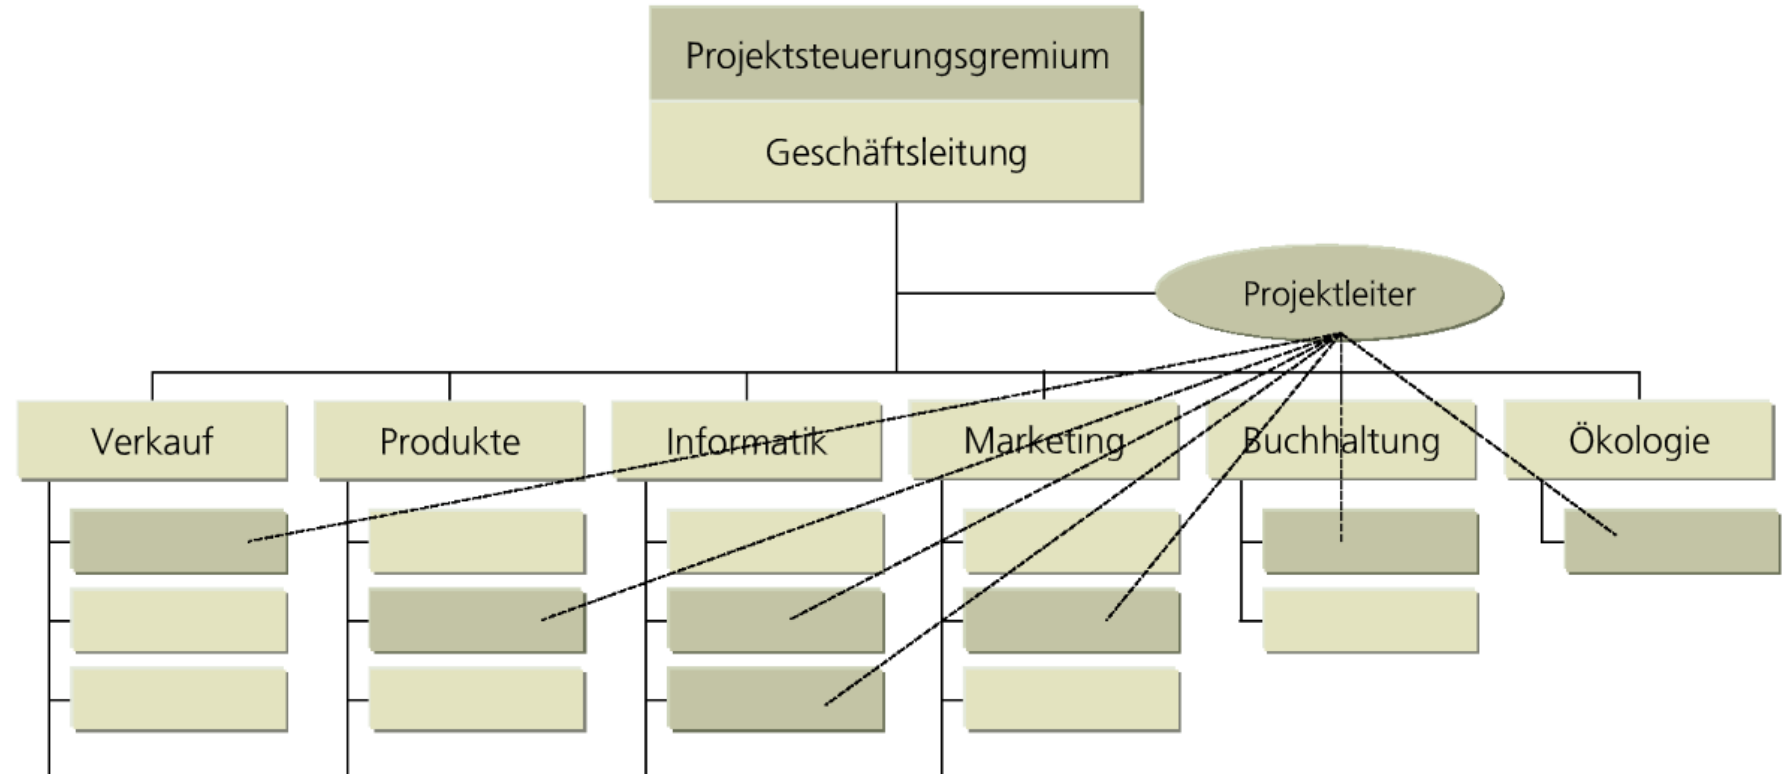 Projektsteuerungsgremium
Geschäftsleitung
Projektleiter
Verkauf
Produkte
Informatik
Marketing
Buchhaltung
Ökologie